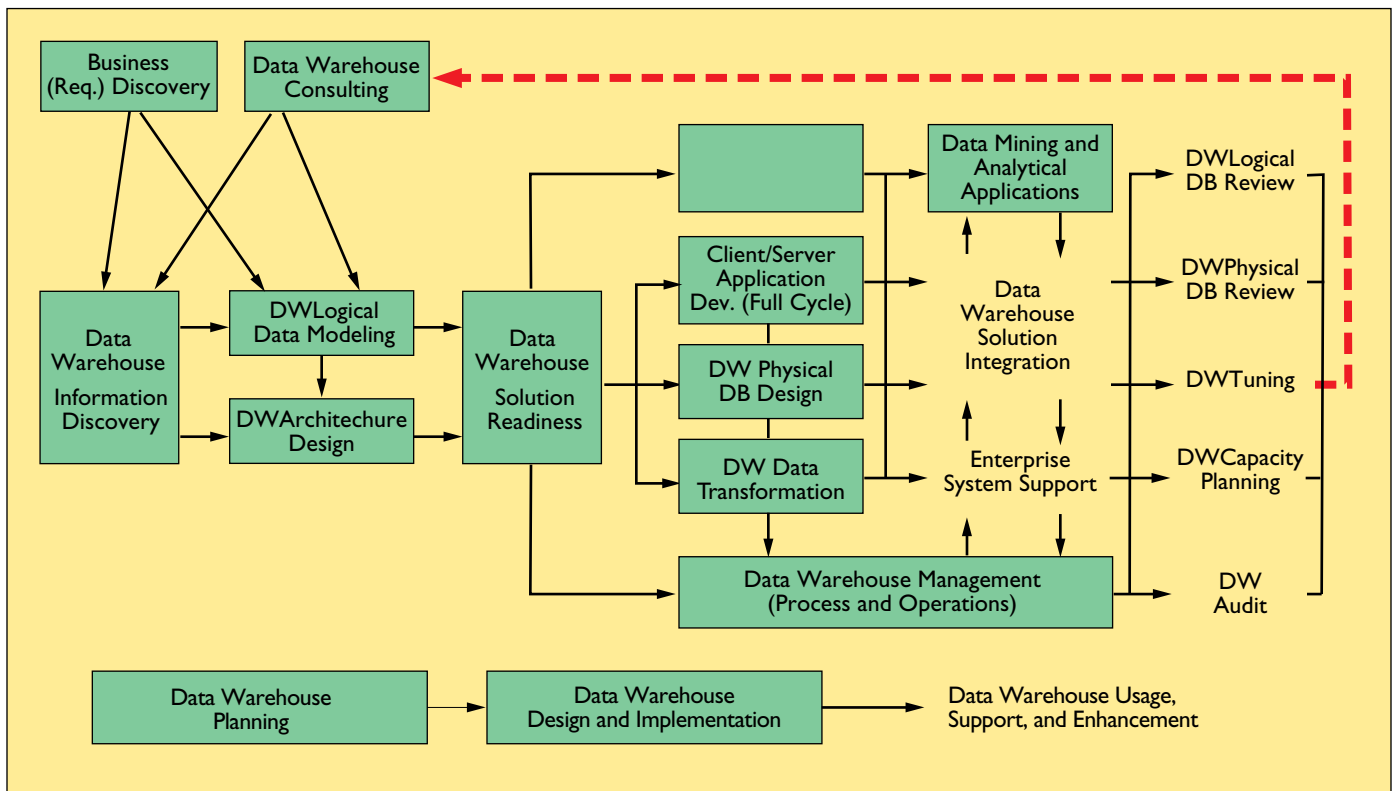 Business
(Req.) Discovery
Data Warehouse
Consulting
Data
Warehouse
Information
Discovery
DWLogical
Data Modeling
DWArchitechure
Design
Data
Warehouse
Solution
Readiness
Client/Server
Application
Dev. (Full Cycle)
DW Physical
DB Design
DW Data
Transformation
Data Mining and
Analytical
Applications
Data
Warehouse
Solution
Integration
Enterprise
System Support
Data Warehouse Management
(Process and Operations)
DWLogical
DB Review
DWPhysical
DB Review
DWTuning
DWCapacity
Planning
DW
Audit
Data Warehouse
Planning
Data Warehouse
Design and Implementation
Data Warehouse Usage,
Support, and Enhancement